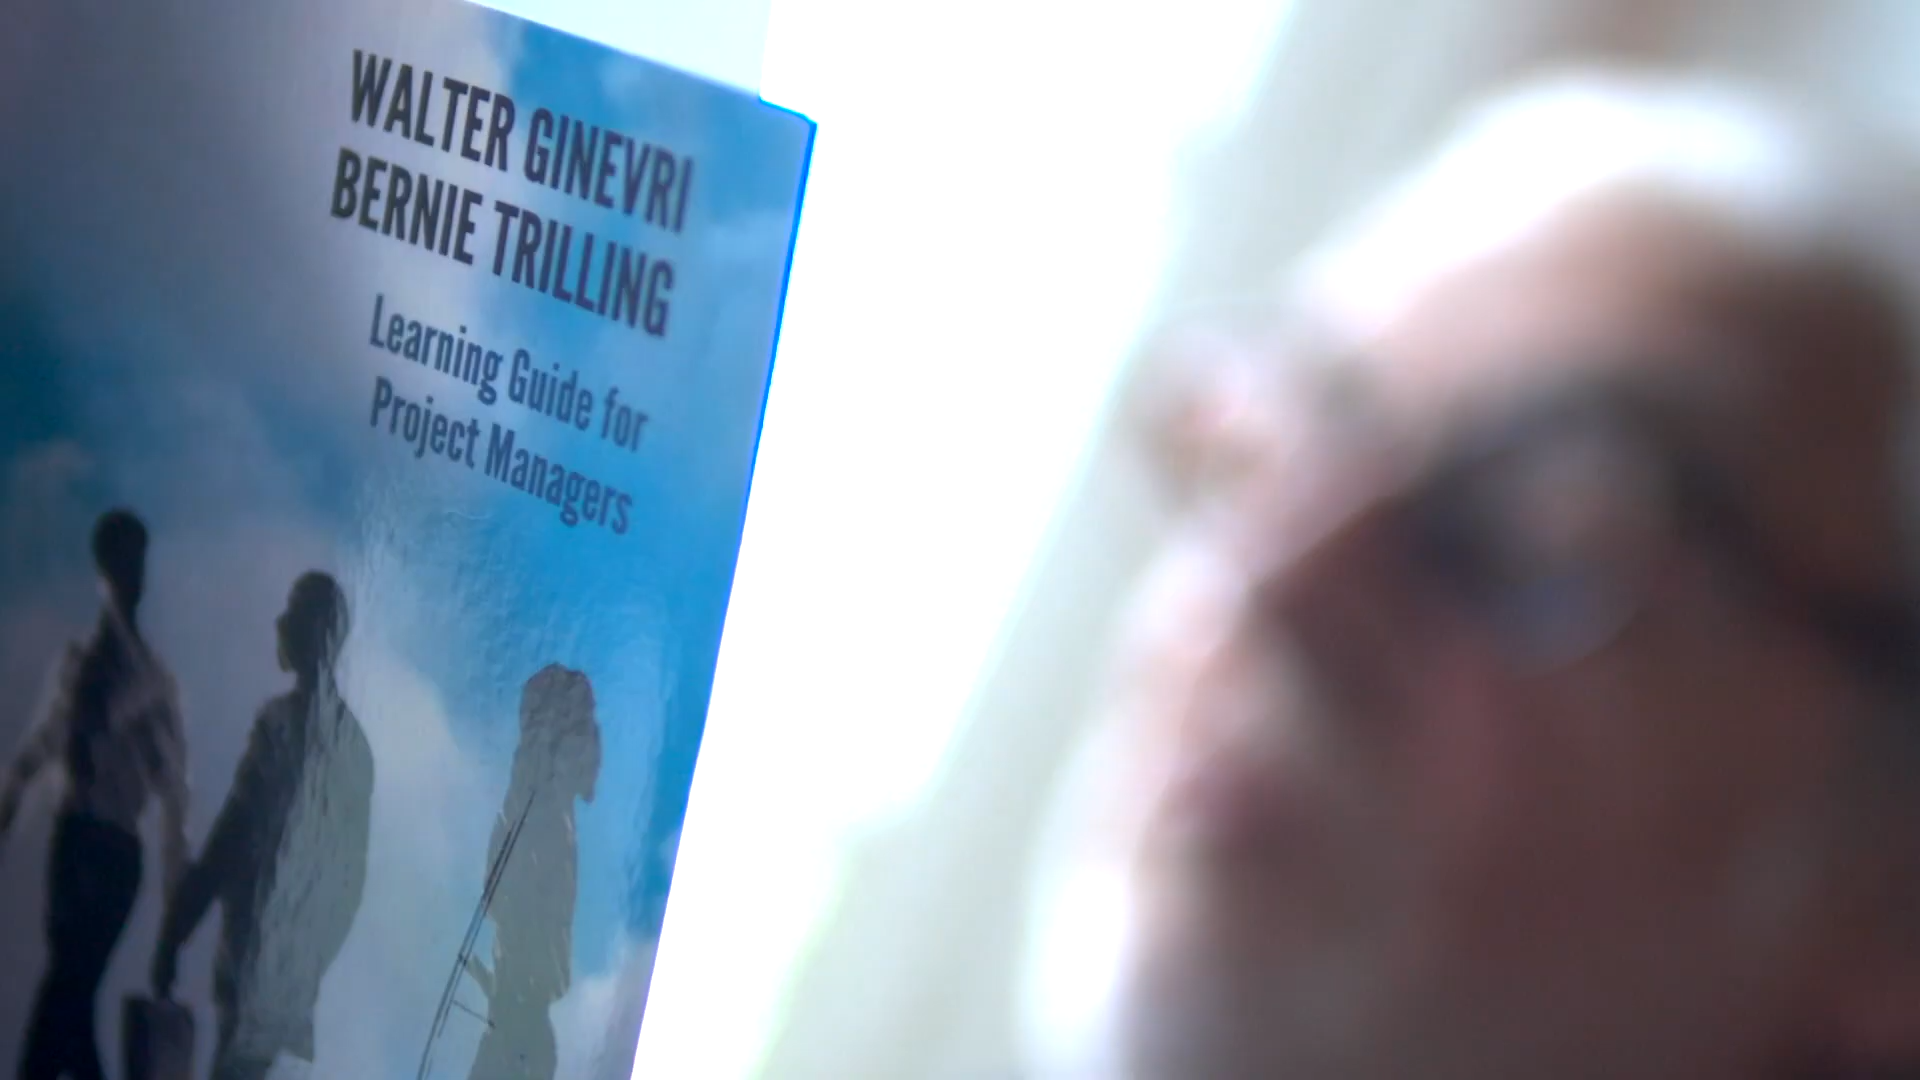 WALTER GINEVRI
BERNIE TRILLING
Learning Guide for
Project Managers